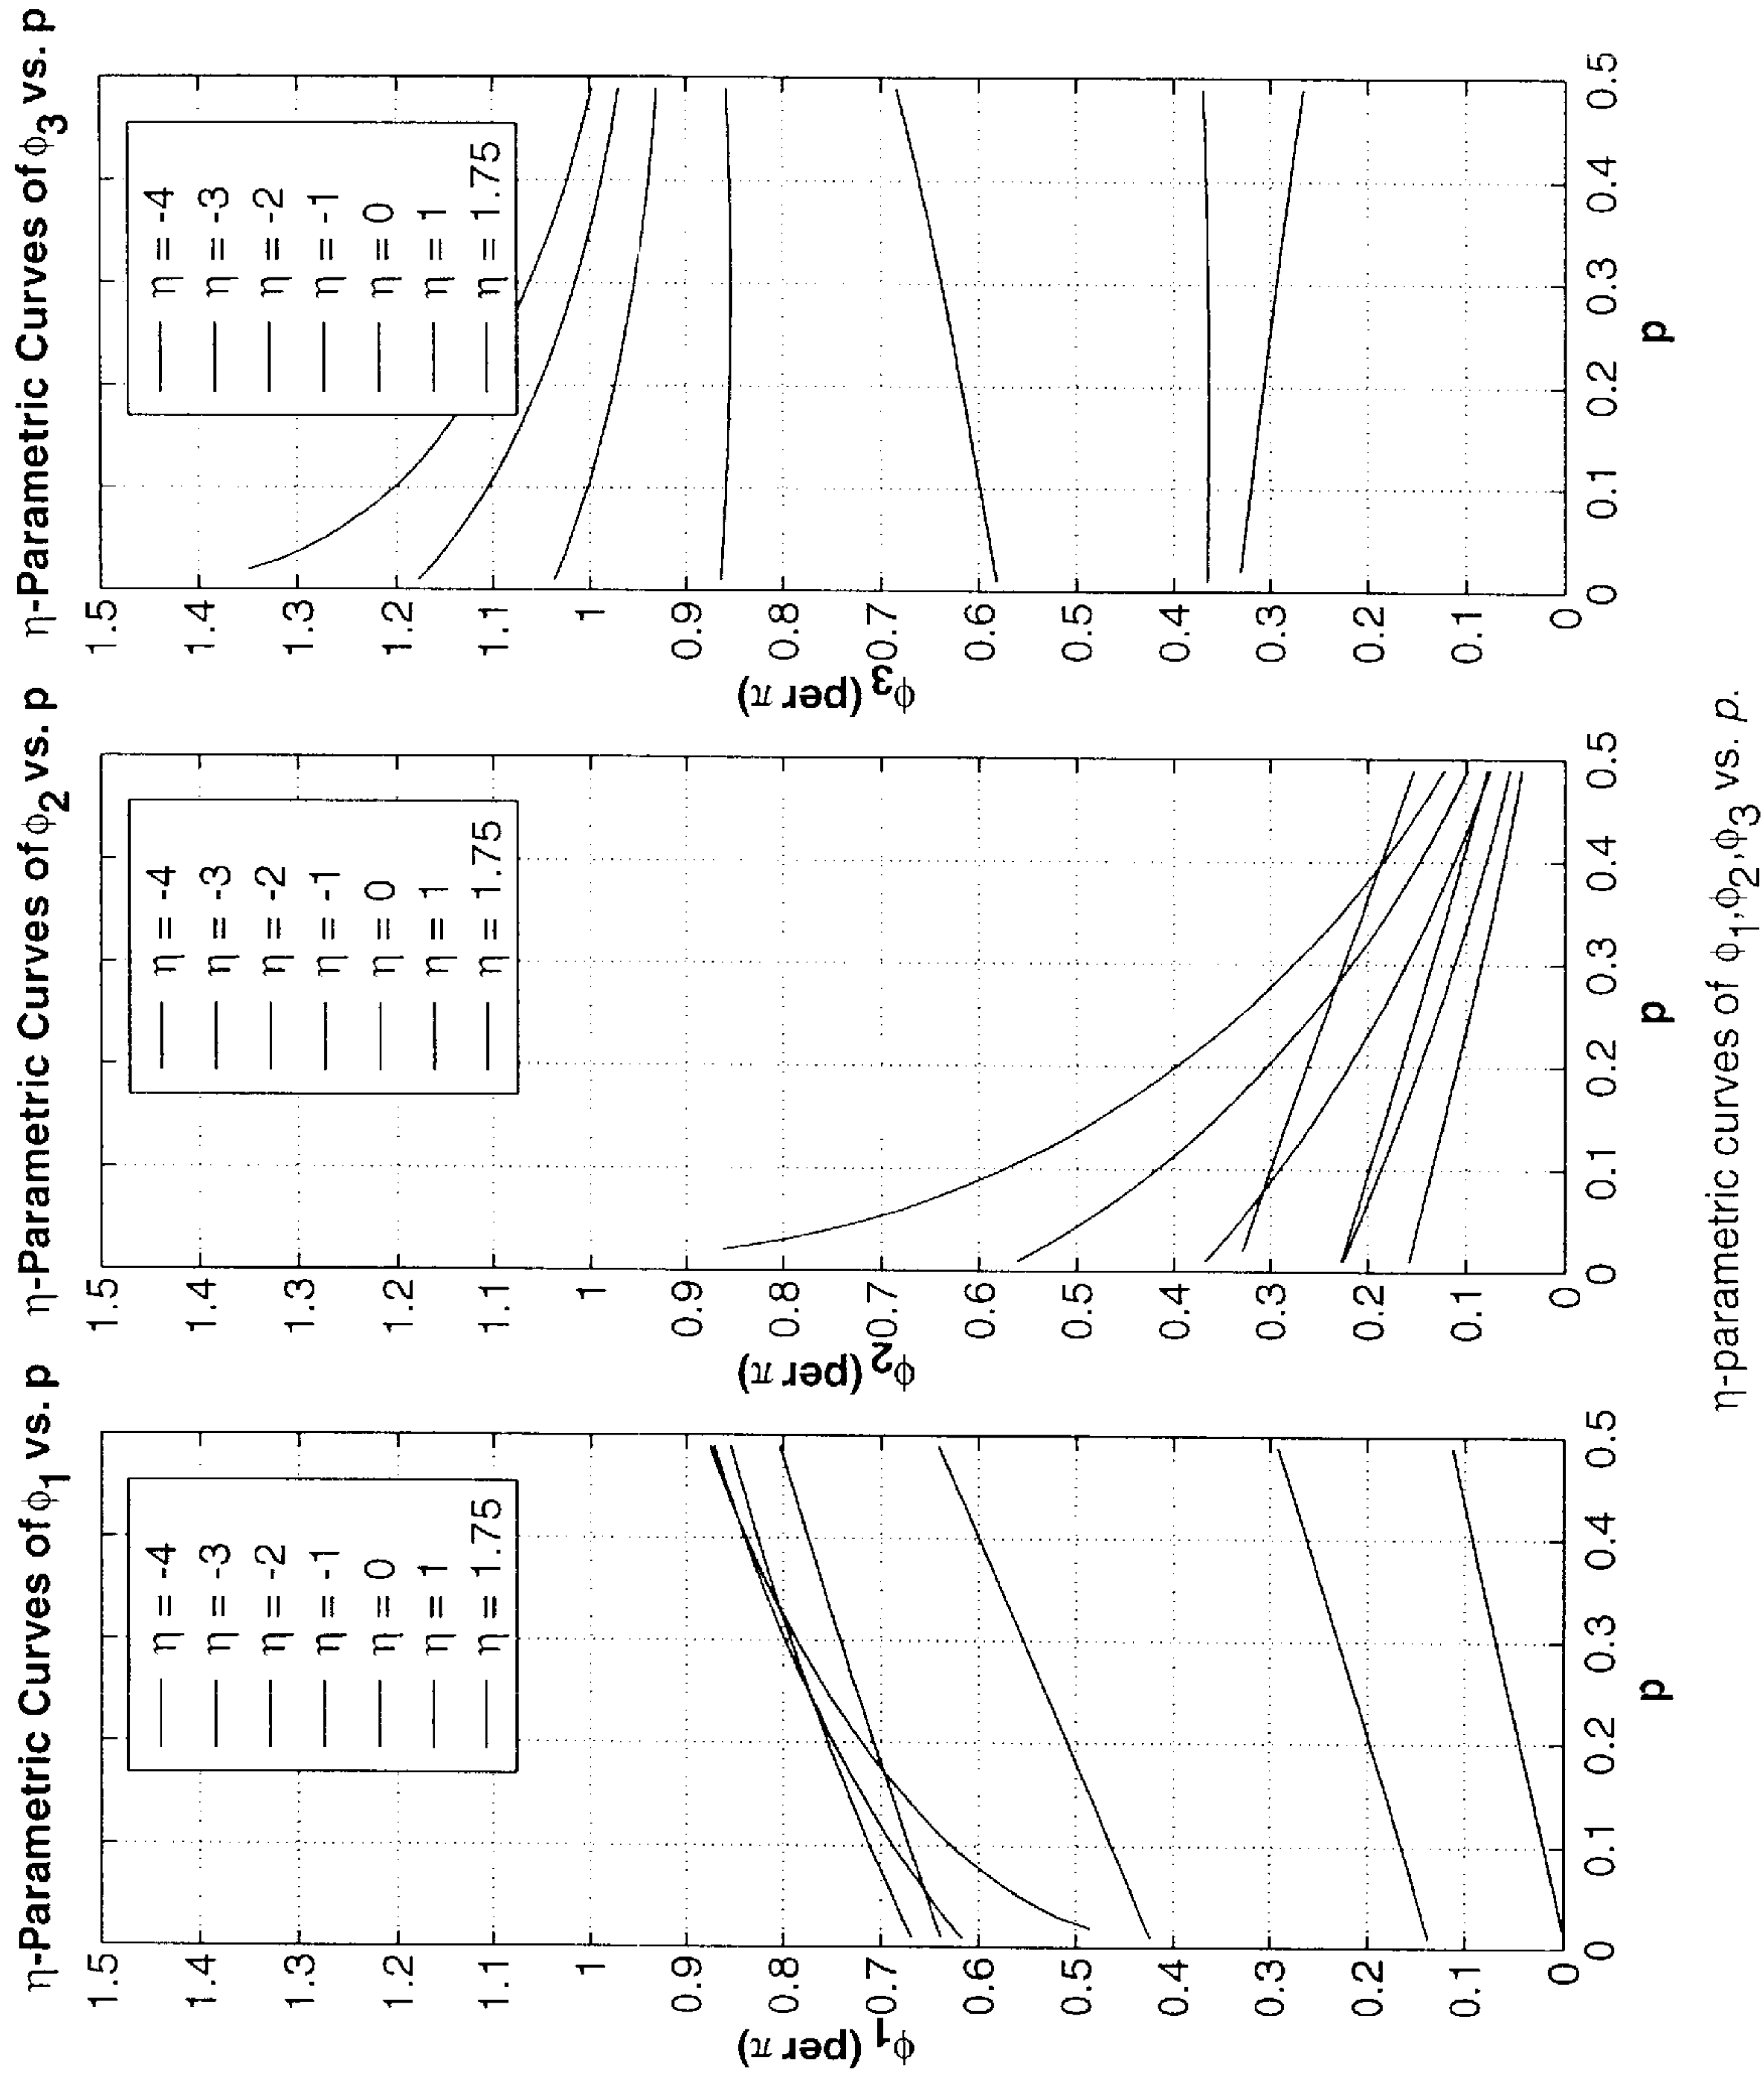 η-Parametric Curves of ϕ1 vs. p
1.5
1.4
1.3
1.2
1.1
1
0.9
0.8
0.7
0.6
0.5
0.4
0.3
0.2
0.1
0
ϕ1 (per π)
η = -4
η = -3
η = -2
η = -1
η = 0
η = 1
η = 1.75
0 0.1 0.2 0.3 0.4 0.5
p
η-Parametric Curves of ϕ2 vs. p
1.5
1.4
1.3
1.2
1.1
1
0.9
0.8
0.7
0.6
0.5
0.4
0.3
0.2
0.1
0
ϕ2 (per π)
η = -4
η = -3
η = -2
η = -1
η = 0
η = 1
η = 1.75
0 0.1 0.2 0.3 0.4 0.5
p
η-Parametric Curves of ϕ3 vs. p
1.5
1.4
1.3
1.2
1.1
1
0.9
0.8
0.7
0.6
0.5
0.4
0.3
0.2
0.1
0
ϕ3 (per π)
η = -4
η = -3
η = -2
η = -1
η = 0
η = 1
η = 1.75
0 0.1 0.2 0.3 0.4 0.5
p
η-parametric curves of ϕ1,ϕ2,ϕ3 vs. p.